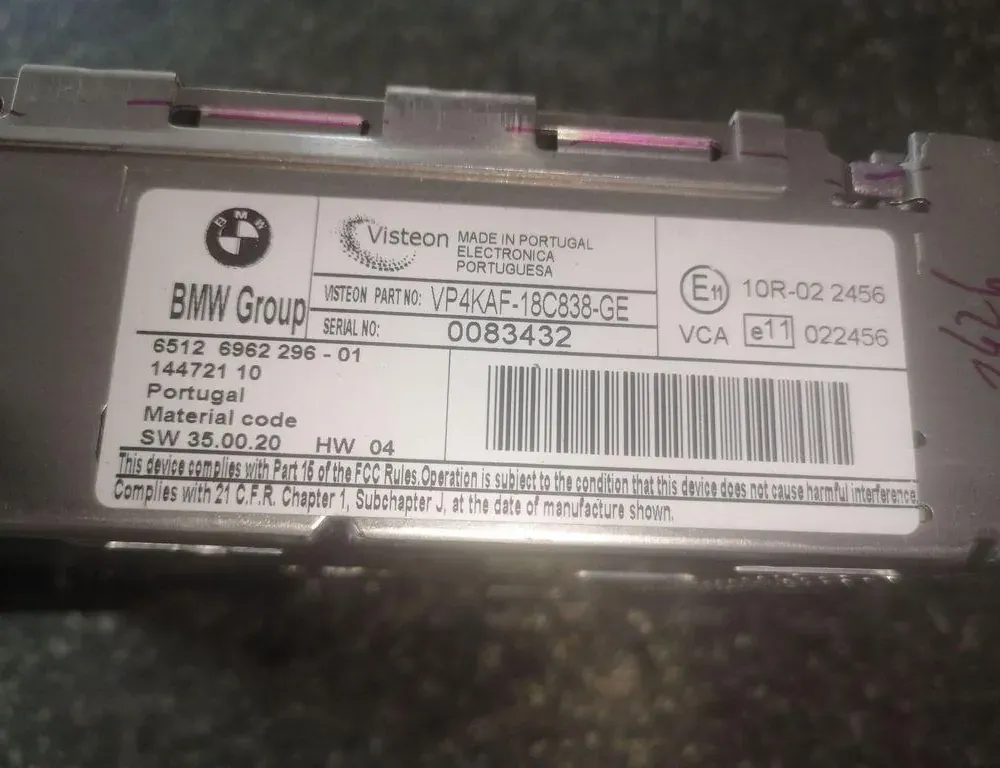 BMW
BMW Group
Visteon
MADE IN PORTUGAL
ELECTRONICA
PORTUGUESA
VISTEON PART NO: VP4KAF-18C838-GE
SERIAL NO: 0083432
E11 10R-02 2456
VCA e11 022456
6512 6962 296 - 01
144721 10
Portugal
Material code
SW 35.00.20 HW 04
This device complies with Part 15 of the FCC Rules.Operation is subject to the condition that this device does not cause harmful interference.
Complies with 21 C.F.R. Chapter 1, Subchapter J, at the date of manufacture shown.